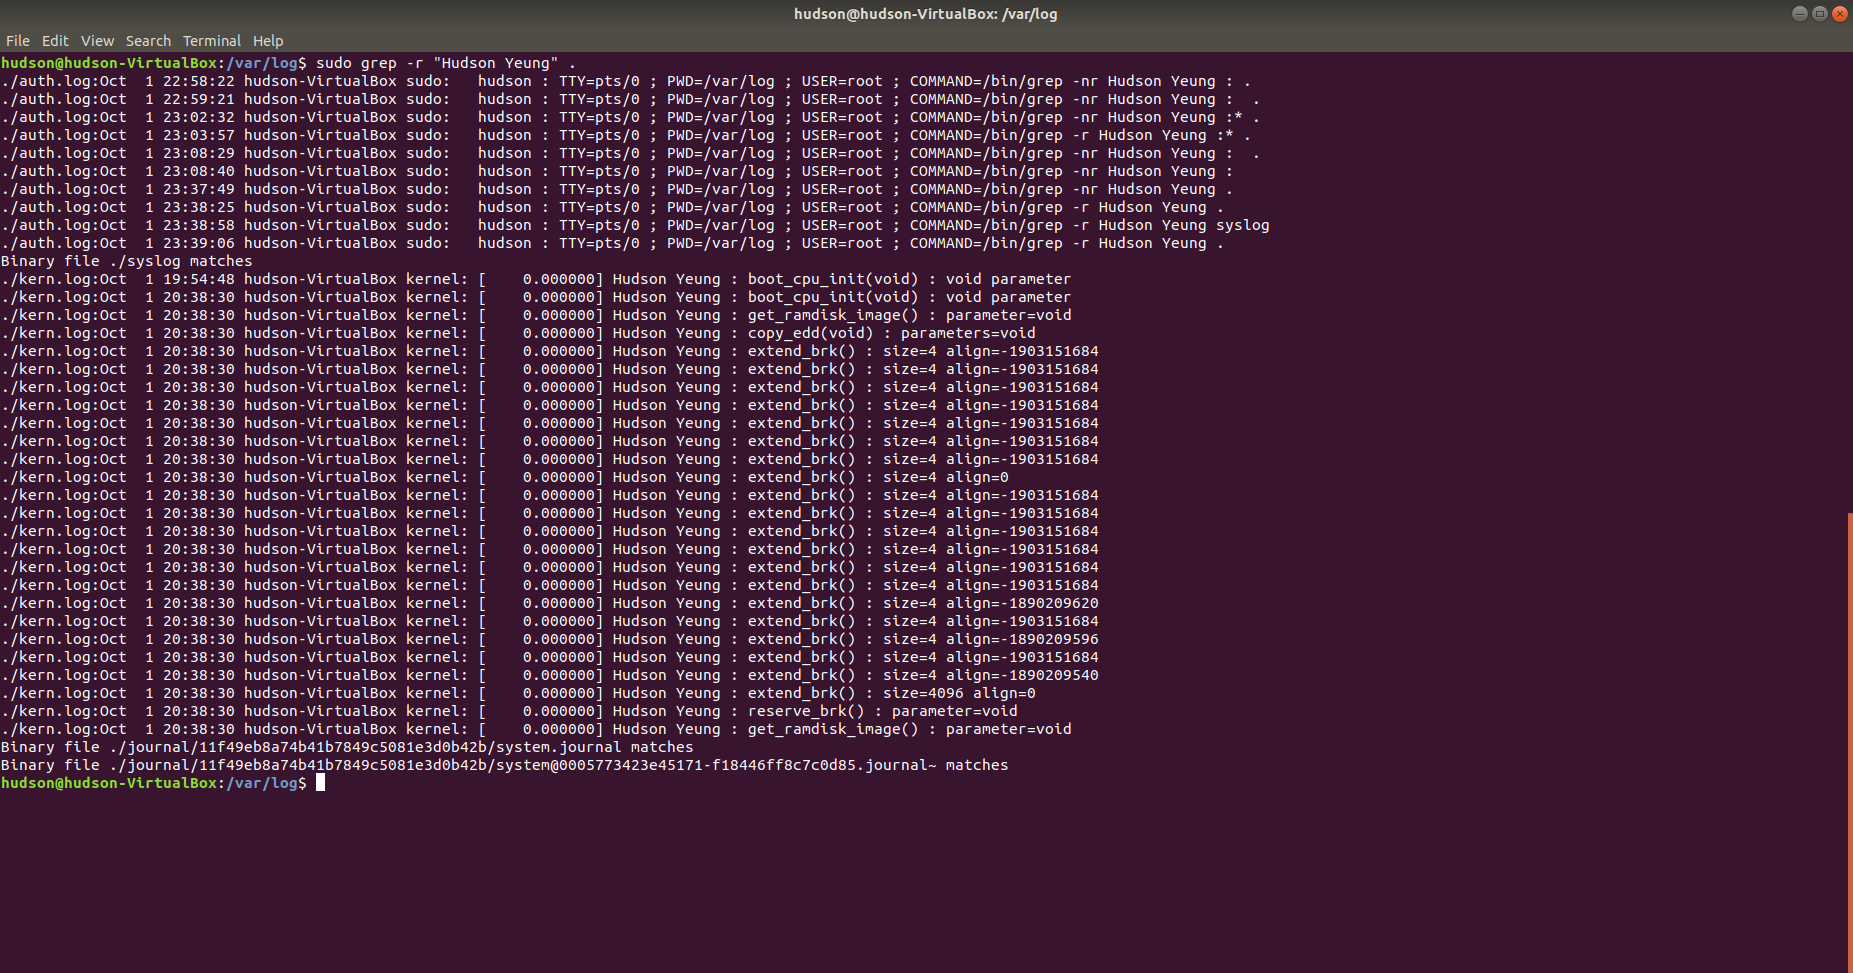 hudson@hudson-VirtualBox: /var/log
File Edit View Search Terminal Help
hudson@hudson-VirtualBox:/var/log$ sudo grep -r "Hudson Yeung" .
./auth.log:Oct  1 22:58:22 hudson-VirtualBox sudo:   hudson : TTY=pts/0 ; PWD=/var/log ; USER=root ; COMMAND=/bin/grep -nr Hudson Yeung : .
./auth.log:Oct  1 22:59:21 hudson-VirtualBox sudo:   hudson : TTY=pts/0 ; PWD=/var/log ; USER=root ; COMMAND=/bin/grep -nr Hudson Yeung :  .
./auth.log:Oct  1 23:02:32 hudson-VirtualBox sudo:   hudson : TTY=pts/0 ; PWD=/var/log ; USER=root ; COMMAND=/bin/grep -nr Hudson Yeung :* .
./auth.log:Oct  1 23:03:57 hudson-VirtualBox sudo:   hudson : TTY=pts/0 ; PWD=/var/log ; USER=root ; COMMAND=/bin/grep -r Hudson Yeung :* .
./auth.log:Oct  1 23:08:29 hudson-VirtualBox sudo:   hudson : TTY=pts/0 ; PWD=/var/log ; USER=root ; COMMAND=/bin/grep -nr Hudson Yeung :  .
./auth.log:Oct  1 23:08:40 hudson-VirtualBox sudo:   hudson : TTY=pts/0 ; PWD=/var/log ; USER=root ; COMMAND=/bin/grep -nr Hudson Yeung :
./auth.log:Oct  1 23:37:49 hudson-VirtualBox sudo:   hudson : TTY=pts/0 ; PWD=/var/log ; USER=root ; COMMAND=/bin/grep -nr Hudson Yeung .
./auth.log:Oct  1 23:38:25 hudson-VirtualBox sudo:   hudson : TTY=pts/0 ; PWD=/var/log ; USER=root ; COMMAND=/bin/grep -r Hudson Yeung .
./auth.log:Oct  1 23:38:58 hudson-VirtualBox sudo:   hudson : TTY=pts/0 ; PWD=/var/log ; USER=root ; COMMAND=/bin/grep -r Hudson Yeung syslog
./auth.log:Oct  1 23:39:06 hudson-VirtualBox sudo:   hudson : TTY=pts/0 ; PWD=/var/log ; USER=root ; COMMAND=/bin/grep -r Hudson Yeung .
Binary file ./syslog matches
./kern.log:Oct  1 19:54:48 hudson-VirtualBox kernel: [    0.000000] Hudson Yeung : boot_cpu_init(void) : void parameter
./kern.log:Oct  1 20:38:30 hudson-VirtualBox kernel: [    0.000000] Hudson Yeung : boot_cpu_init(void) : void parameter
./kern.log:Oct  1 20:38:30 hudson-VirtualBox kernel: [    0.000000] Hudson Yeung : get_ramdisk_image() : parameter=void
./kern.log:Oct  1 20:38:30 hudson-VirtualBox kernel: [    0.000000] Hudson Yeung : copy_edd(void) : parameters=void
./kern.log:Oct  1 20:38:30 hudson-VirtualBox kernel: [    0.000000] Hudson Yeung : extend_brk() : size=4 align=-1903151684
./kern.log:Oct  1 20:38:30 hudson-VirtualBox kernel: [    0.000000] Hudson Yeung : extend_brk() : size=4 align=-1903151684
./kern.log:Oct  1 20:38:30 hudson-VirtualBox kernel: [    0.000000] Hudson Yeung : extend_brk() : size=4 align=-1903151684
./kern.log:Oct  1 20:38:30 hudson-VirtualBox kernel: [    0.000000] Hudson Yeung : extend_brk() : size=4 align=-1903151684
./kern.log:Oct  1 20:38:30 hudson-VirtualBox kernel: [    0.000000] Hudson Yeung : extend_brk() : size=4 align=-1903151684
./kern.log:Oct  1 20:38:30 hudson-VirtualBox kernel: [    0.000000] Hudson Yeung : extend_brk() : size=4 align=-1903151684
./kern.log:Oct  1 20:38:30 hudson-VirtualBox kernel: [    0.000000] Hudson Yeung : extend_brk() : size=4 align=-1903151684
./kern.log:Oct  1 20:38:30 hudson-VirtualBox kernel: [    0.000000] Hudson Yeung : extend_brk() : size=4 align=0
./kern.log:Oct  1 20:38:30 hudson-VirtualBox kernel: [    0.000000] Hudson Yeung : extend_brk() : size=4 align=-1903151684
./kern.log:Oct  1 20:38:30 hudson-VirtualBox kernel: [    0.000000] Hudson Yeung : extend_brk() : size=4 align=-1903151684
./kern.log:Oct  1 20:38:30 hudson-VirtualBox kernel: [    0.000000] Hudson Yeung : extend_brk() : size=4 align=-1903151684
./kern.log:Oct  1 20:38:30 hudson-VirtualBox kernel: [    0.000000] Hudson Yeung : extend_brk() : size=4 align=-1903151684
./kern.log:Oct  1 20:38:30 hudson-VirtualBox kernel: [    0.000000] Hudson Yeung : extend_brk() : size=4 align=-1903151684
./kern.log:Oct  1 20:38:30 hudson-VirtualBox kernel: [    0.000000] Hudson Yeung : extend_brk() : size=4 align=-1903151684
./kern.log:Oct  1 20:38:30 hudson-VirtualBox kernel: [    0.000000] Hudson Yeung : extend_brk() : size=4 align=-1890209620
./kern.log:Oct  1 20:38:30 hudson-VirtualBox kernel: [    0.000000] Hudson Yeung : extend_brk() : size=4 align=-1903151684
./kern.log:Oct  1 20:38:30 hudson-VirtualBox kernel: [    0.000000] Hudson Yeung : extend_brk() : size=4 align=-1890209596
./kern.log:Oct  1 20:38:30 hudson-VirtualBox kernel: [    0.000000] Hudson Yeung : extend_brk() : size=4 align=-1903151684
./kern.log:Oct  1 20:38:30 hudson-VirtualBox kernel: [    0.000000] Hudson Yeung : extend_brk() : size=4 align=-1890209540
./kern.log:Oct  1 20:38:30 hudson-VirtualBox kernel: [    0.000000] Hudson Yeung : extend_brk() : size=4096 align=0
./kern.log:Oct  1 20:38:30 hudson-VirtualBox kernel: [    0.000000] Hudson Yeung : reserve_brk() : parameter=void
./kern.log:Oct  1 20:38:30 hudson-VirtualBox kernel: [    0.000000] Hudson Yeung : get_ramdisk_image() : parameter=void
Binary file ./journal/11f49eb8a74b41b7849c5081e3d0b42b/system.journal matches
Binary file ./journal/11f49eb8a74b41b7849c5081e3d0b42b/system@0005773423e45171-f18446ff8c7c0d85.journal~ matches
hudson@hudson-VirtualBox:/var/log$